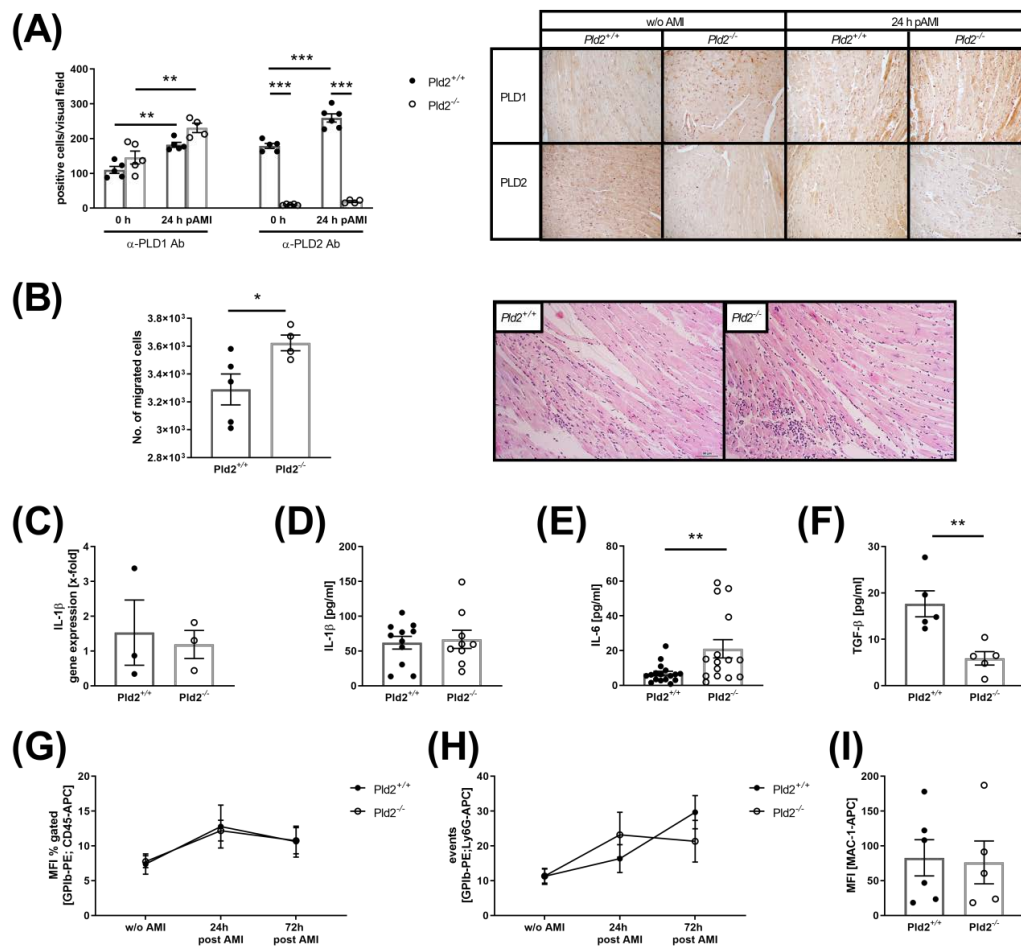 (A)
w/o AMI
24 h pAMI
Pld2+/+
Pld2-/-
Pld2+/+
Pld2-/-
PLD1
PLD2
positive cells/visual field
400
300
200
100
0
**
**
***
***
***
Pld2+/+
Pld2-/-
0 h
24 h pAMI
0 h
24 h pAMI
α-PLD1 Ab
α-PLD2 Ab
(B)
No. of migrated cells
3.8×10³
3.6×10³
3.4×10³
3.2×10³
3×10³
2.8×10³
*
Pld2+/+
Pld2-/-
Pld2+/+
Pld2-/-
(C)
IL-1β
gene expression [x-fold]
4
3
2
1
0
Pld2+/+
Pld2-/-
(D)
IL-1β [pg/ml]
200
150
100
50
0
Pld2+/+
Pld2-/-
(E)
IL-6 [pg/ml]
80
60
40
20
0
**
Pld2+/+
Pld2-/-
(F)
TGF-β [pg/ml]
30
20
10
0
**
Pld2+/+
Pld2-/-
(G)
MFI % gated
[GPIb-PE; CD45-APC]
20
15
10
5
0
Pld2+/+
Pld2-/-
w/o AMI
24h
post AMI
72h
post AMI
(H)
events
[GPIb-PE;Ly6G-APC]
40
30
20
10
0
Pld2+/+
Pld2-/-
w/o AMI
24h
post AMI
72h
post AMI
(I)
MFI [MAC-1-APC]
250
200
150
100
50
0
Pld2+/+
Pld2-/-